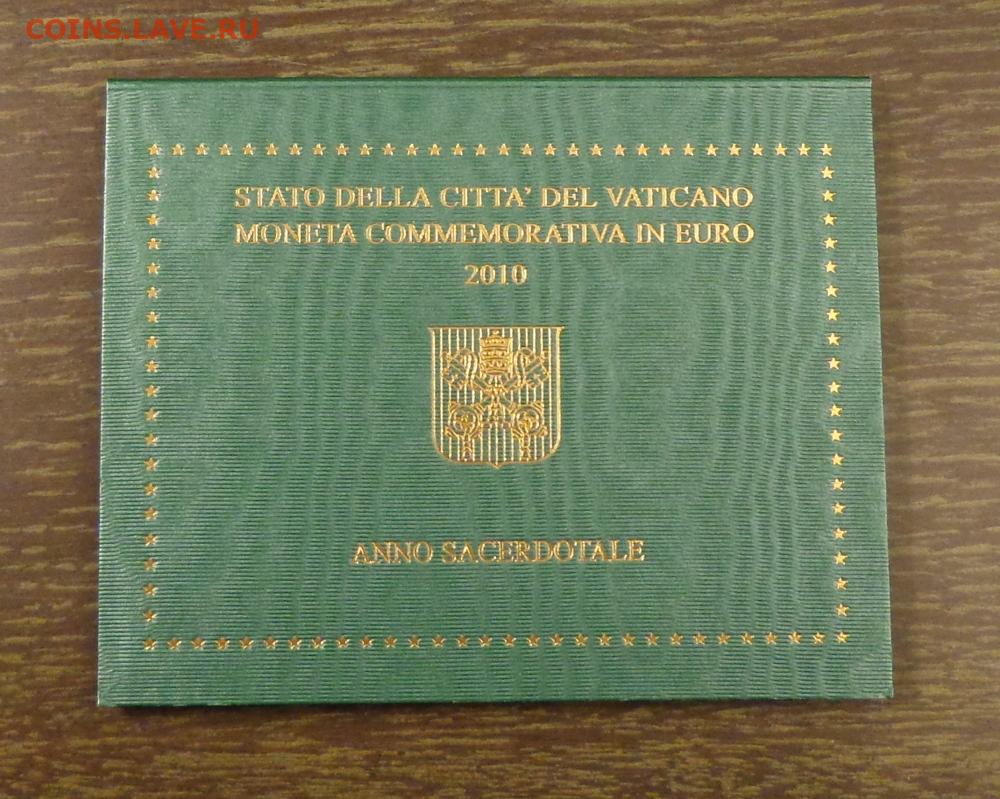 COINS.LAVE.RU
STATO DELLA CITTA' DEL VATICANO
MONETA COMMEMORATIVA IN EURO
2010
ANNO SACERDOTALE